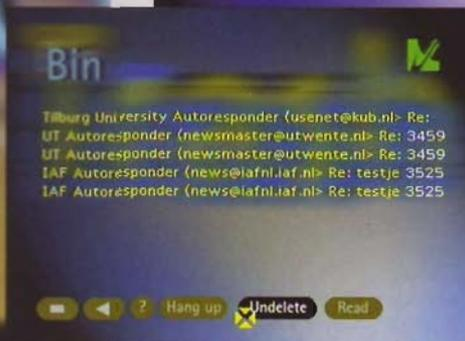 Bin
Tilburg University Autoresponder (usenet@kub.nl> Re:
UT Autoresponder (newsmaster@utwente.nl> Re: 3459
UT Autoresponder (newsmaster@utwente.nl> Re: 3459
IAF Autoresponder (news@iafnl.iaf.nl> Re: testje 3525
IAF Autoresponder (news@iafnl.iaf.nl> Re: testje 3525
? Hang up Undelete Read